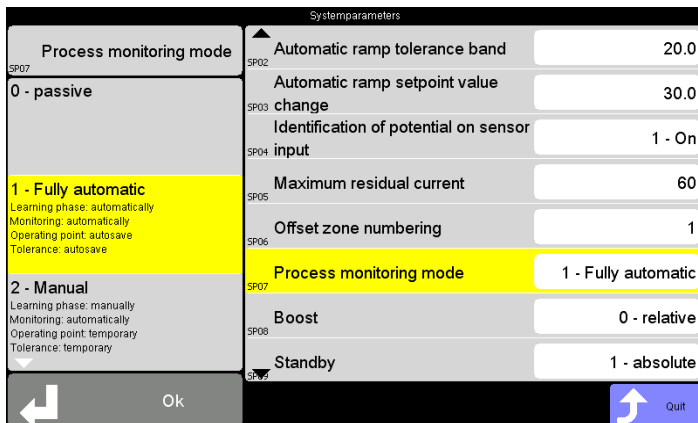 Systemparameters
Process monitoring mode
SP07
0 - passive
1 - Fully automatic
Learning phase: automatically
Monitoring: automatically
Operating point: autosave
Tolerance: autosave
2 - Manual
Learning phase: manually
Monitoring: automatically
Operating point: temporary
Tolerance: temporary
Ok
SP02 Automatic ramp tolerance band 20.0
Automatic ramp setpoint value
SP03 change 30.0
Identification of potential on sensor
SP04 input 1 - On
SP05 Maximum residual current 60
SP06 Offset zone numbering 1
SP07 Process monitoring mode 1 - Fully automatic
SP08 Boost 0 - relative
SP09 Standby 1 - absolute
Quit